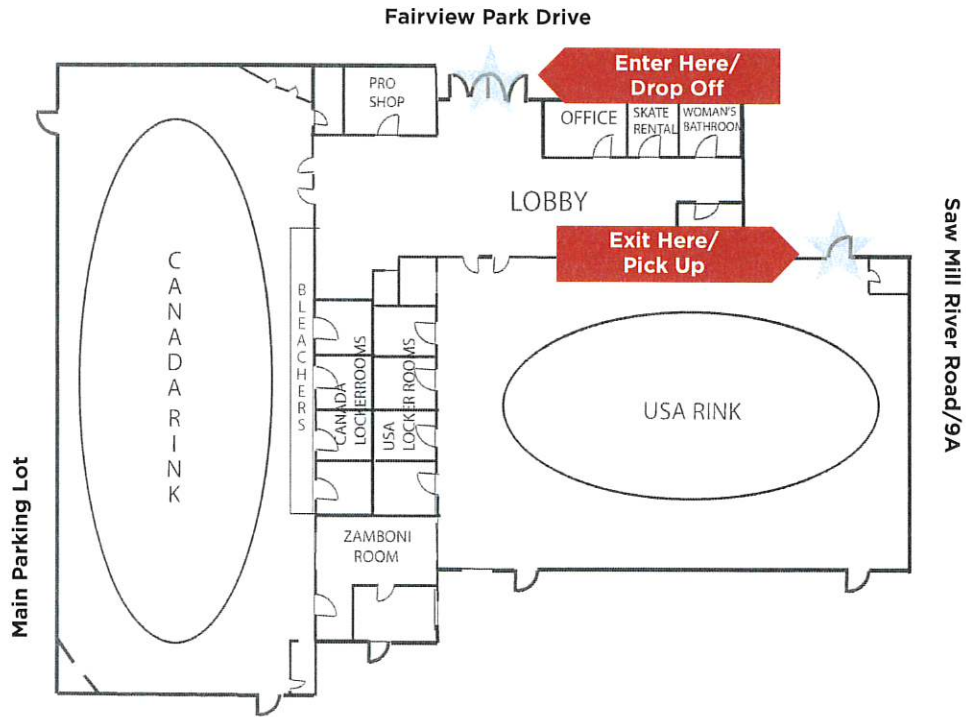 Fairview Park Drive
Enter Here/
Drop Off
PRO
SHOP
OFFICE
SKATE
RENTAL
WOMAN'S
BATHROOM
LOBBY
Exit Here/
Pick Up
Saw Mill River Road/9A
CANADA RINK
BLEACHERS
CANADA
LOCHERROOMS
USA
LOCKER ROOMS
USA RINK
ZAMBONI
ROOM
Main Parking Lot